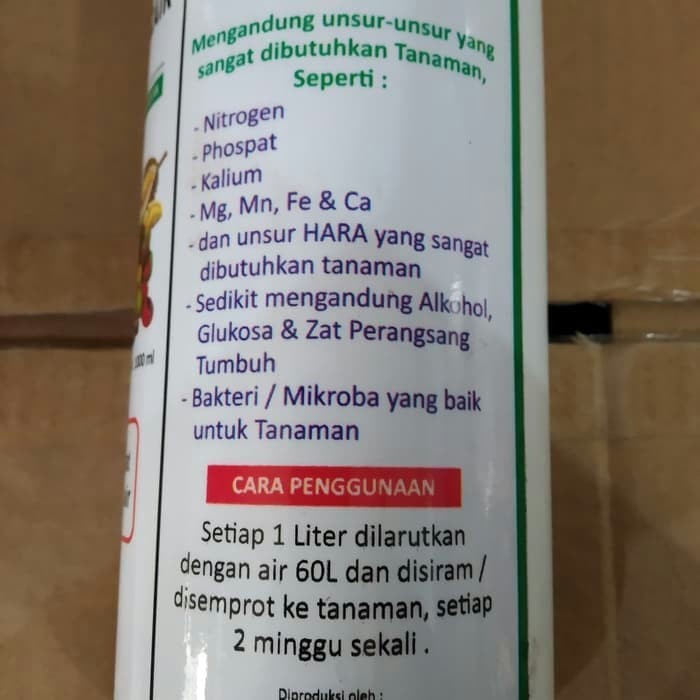 Mengandung unsur-unsur yang
sangat dibutuhkan Tanaman,
Seperti :
- Nitrogen
- Phospat
- Kalium
- Mg, Mn, Fe & Ca
- dan unsur HARA yang sangat
dibutuhkan tanaman
- Sedikit mengandung Alkohol,
Glukosa & Zat Perangsang
Tumbuh
- Bakteri / Mikroba yang baik
untuk Tanaman
CARA PENGGUNAAN
Setiap 1 Liter dilarutkan
dengan air 60L dan disiram /
disemprot ke tanaman, setiap
2 minggu sekali .
Diproduksi oleh :
1000 ml